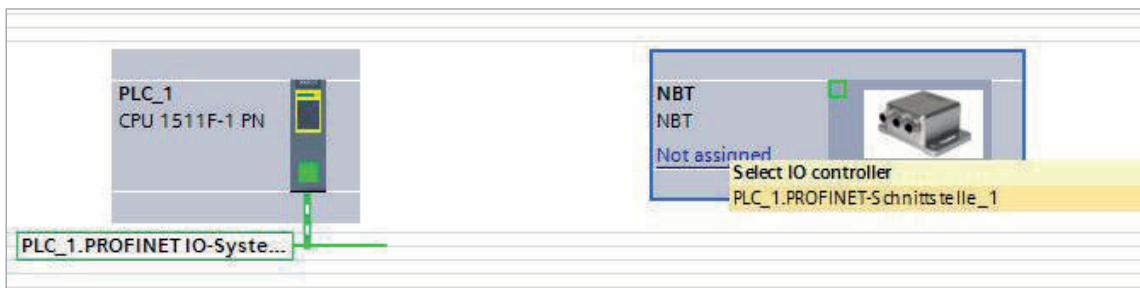 PLC_1
CPU 1511F-1 PN
PLC_1.PROFINET IO-Syste...
NBT
NBT
Not assigned
Select IO controller
PLC_1.PROFINET-Schnittstelle_1